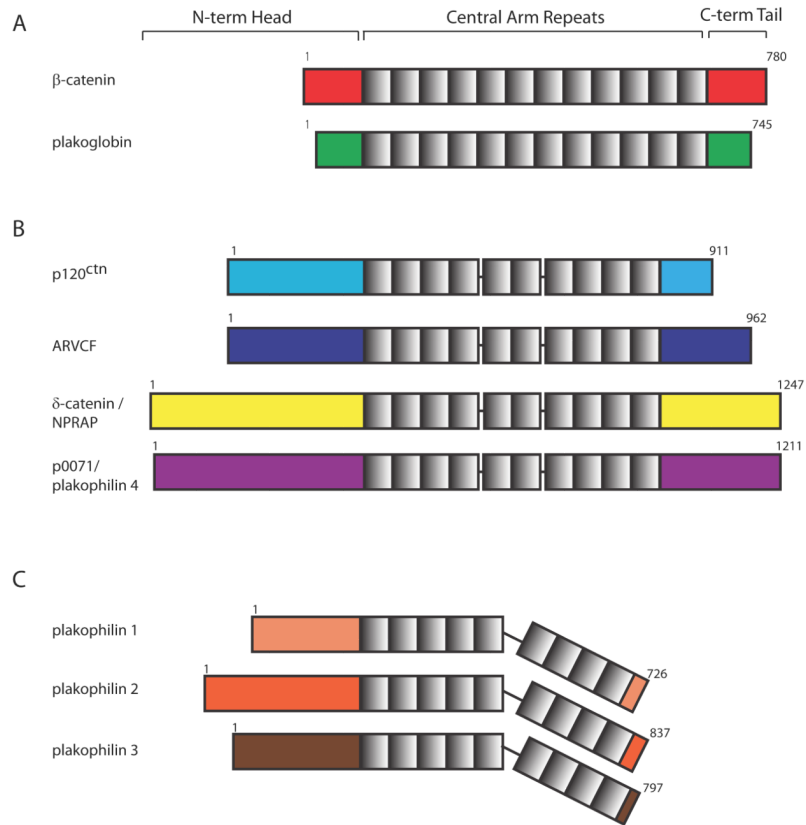 A
N-term Head
Central Arm Repeats
C-term Tail
1
780
β-catenin
1
745
plakoglobin
B
1
911
p120ctn
1
962
ARVCF
1
1247
δ-catenin /
NPRAP
1
1211
p0071/
plakophilin 4
C
1
plakophilin 1
726
1
plakophilin 2
837
1
plakophilin 3
797